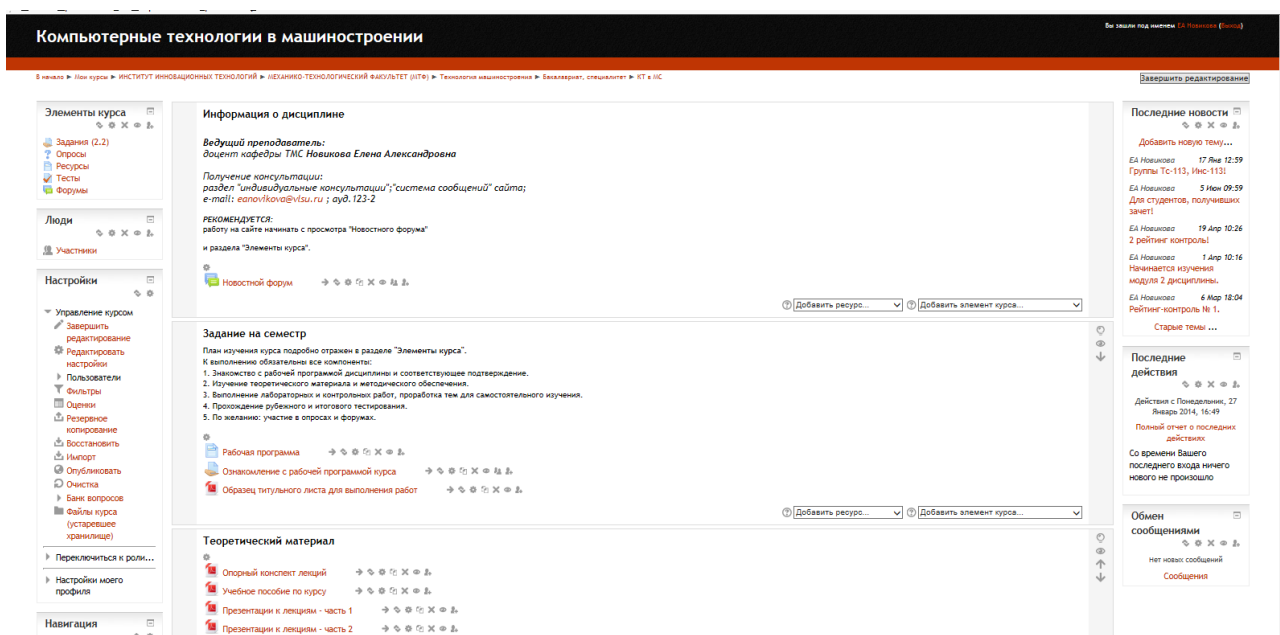 Компьютерные технологии в машиностроении
Вы зашли под именем ЕА Новикова (Выход)
В начало ► Мои курсы ► ИНСТИТУТ ИННОВАЦИОННЫХ ТЕХНОЛОГИЙ ► МЕХАНИКО-ТЕХНОЛОГИЧЕСКИЙ ФАКУЛЬТЕТ (МТФ) ► Технология машиностроения ► Бакалавриат, специалитет ► КТ в МС
Завершить редактирование
Элементы курса
Задания (2.2)
Опросы
Ресурсы
Тесты
Форумы
Люди
Участники
Настройки
Управление курсом
Завершить
редактирование
Редактировать
настройки
Пользователи
Фильтры
Оценки
Резервное
копирование
Восстановить
Импорт
Опубликовать
Очистка
Банк вопросов
Файлы курса
(устаревшее
хранилище)
Переключиться к роли...
Настройки моего
профиля
Навигация
Информация о дисциплине
Ведущий преподаватель:
доцент кафедры ТМС Новикова Елена Александровна
Получение консультации:
раздел "индивидуальные консультации";"система сообщений" сайта;
e-mail: eanovikova@vlsu.ru ; ауд.123-2
РЕКОМЕНДУЕТСЯ:
работу на сайте начинать с просмотра "Новостного форума"
и раздела "Элементы курса".
Новостной форум
Добавить ресурс...
Добавить элемент курса...
Задание на семестр
План изучения курса подробно отражен в разделе "Элементы курса".
К выполнению обязательны все компоненты:
1. Знакомство с рабочей программой дисциплины и соответствующее подтверждение.
2. Изучение теоретического материала и методического обеспечения.
3. Выполнение лабораторных и контрольных работ, проработка тем для самостоятельного изучения.
4. Прохождение рубежного и итогового тестирования.
5. По желанию: участие в опросах и форумах.
Рабочая программа
Ознакомление с рабочей программой курса
Образец титульного листа для выполнения работ
Добавить ресурс...
Добавить элемент курса...
Теоретический материал
Опорный конспект лекций
Учебное пособие по курсу
Презентации к лекциям - часть 1
Презентации к лекциям - часть 2
Последние новости
Добавить новую тему...
ЕА Новикова 17 Янв 12:59
Группы Тс-113, Инс-113!
ЕА Новикова 5 Июн 09:59
Для студентов, получивших
зачет!
ЕА Новикова 19 Апр 10:26
2 рейтинг контроль!
ЕА Новикова 1 Апр 10:16
Начинается изучения
модуля 2 дисциплины.
ЕА Новикова 6 Мар 18:04
Рейтинг-контроль № 1.
Старые темы ...
Последние
действия
Действия с Понедельник, 27
Январь 2014, 16:49
Полный отчет о последних
действиях
Со времени Вашего
последнего входа ничего
нового не произошло
Обмен
сообщениями
Нет новых сообщений
Сообщения